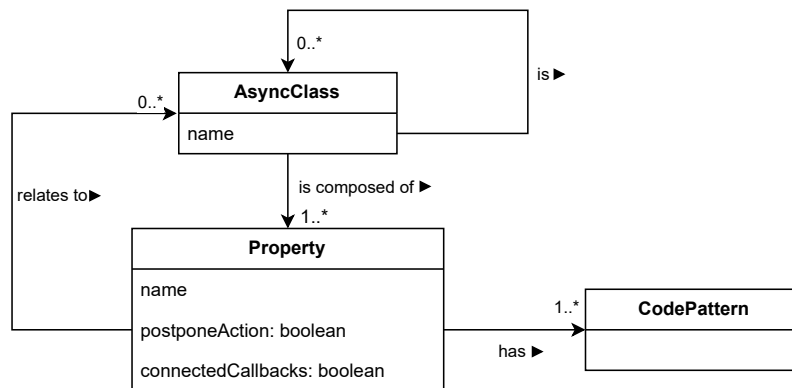 0..*
is ►
AsyncClass
0..*
name
relates to►
is composed of ►
1..*
Property
name
1..*
CodePattern
postponeAction: boolean
has ►
connectedCallbacks: boolean